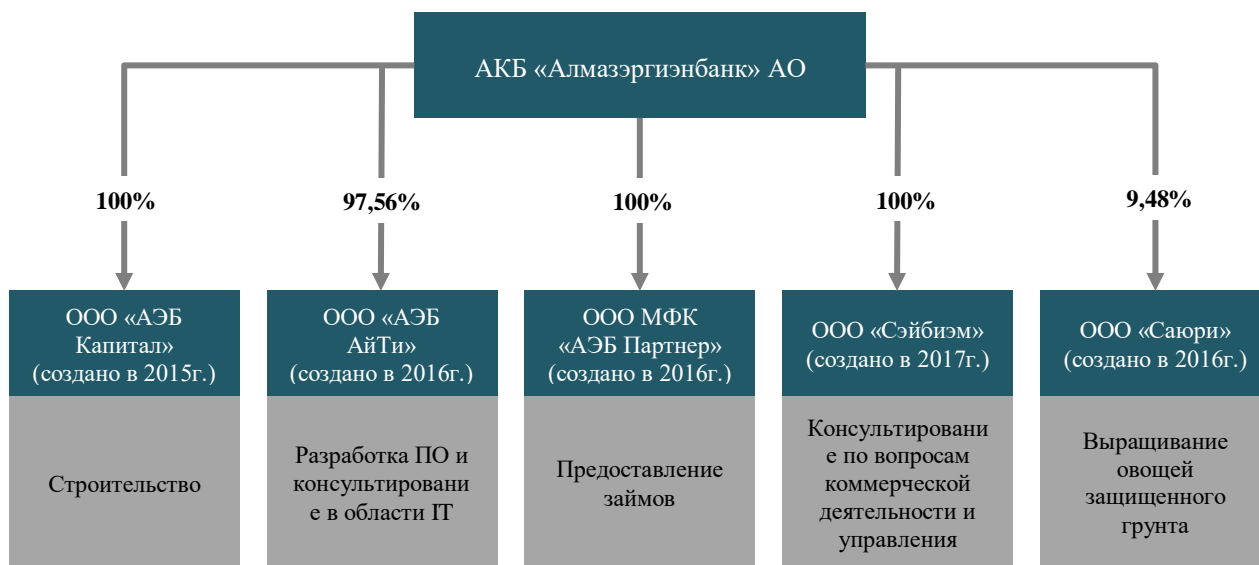 АКБ «Алмазэргиэнбанк» АО
100%
97,56%
100%
100%
9,48%
ООО «АЭБ
Капитал»
(создано в 2015г.)
ООО «АЭБ
АйТи»
(создано в 2016г.)
ООО МФК
«АЭБ Партнер»
(создано в 2016г.)
ООО «Сэйбиэм»
(создано в 2017г.)
ООО «Саюри»
(создано в 2016г.)
Строительство
Разработка ПО и
консультировани
е в области IT
Предоставление
займов
Консультировани
е по вопросам
коммерческой
деятельности и
управления
Выращивание
овощей
защищенного
грунта